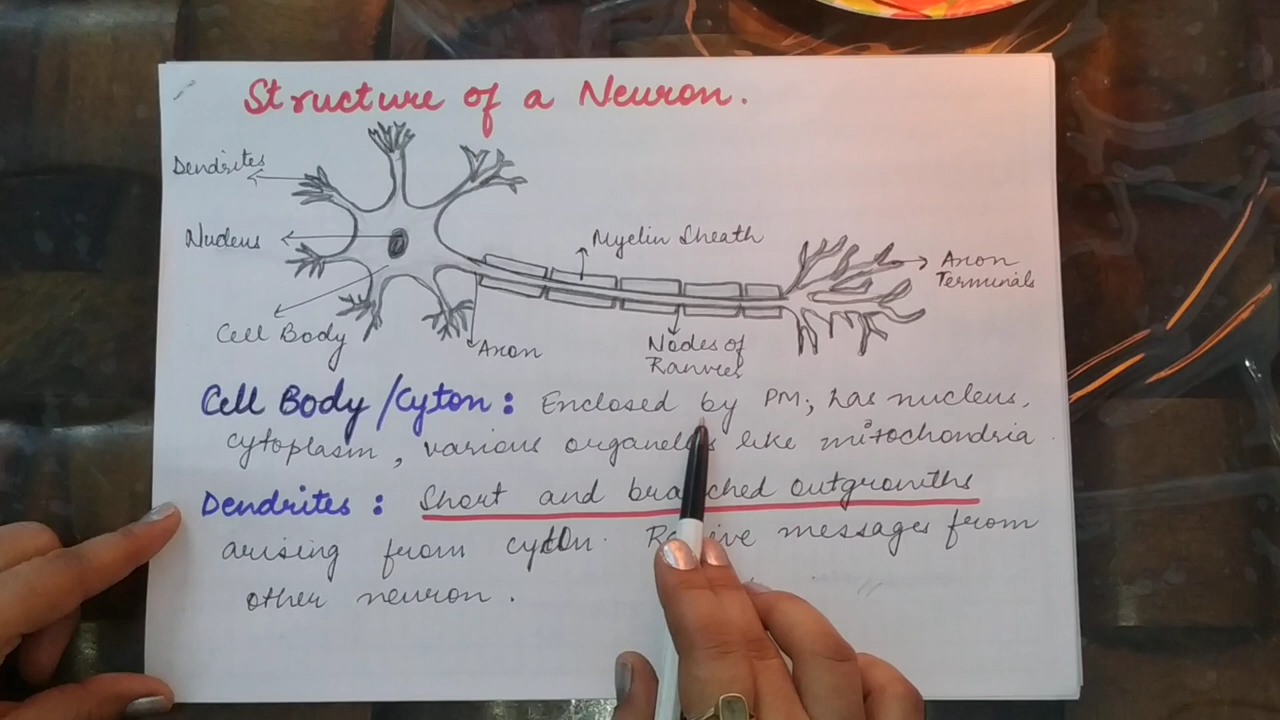 Structure of a Neuron.
Dendrites
Nucleus
Myelin Sheath
Axon
Terminals
Cell Body
Axon
Nodes of
Ranvier
Cell Body/Cyton: Enclosed by PM; has nucleus,
cytoplasm, various organelles like mitochondria.
Dendrites: Short and branched outgrowths
arising from cyton. Receive messages from
other neuron.